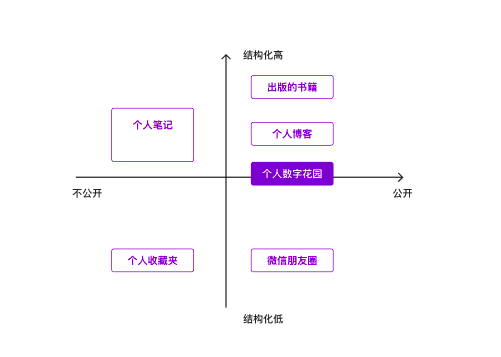 结构化高
出版的书籍
个人笔记
个人博客
个人数字花园
不公开
公开
个人收藏夹
微信朋友圈
结构化低